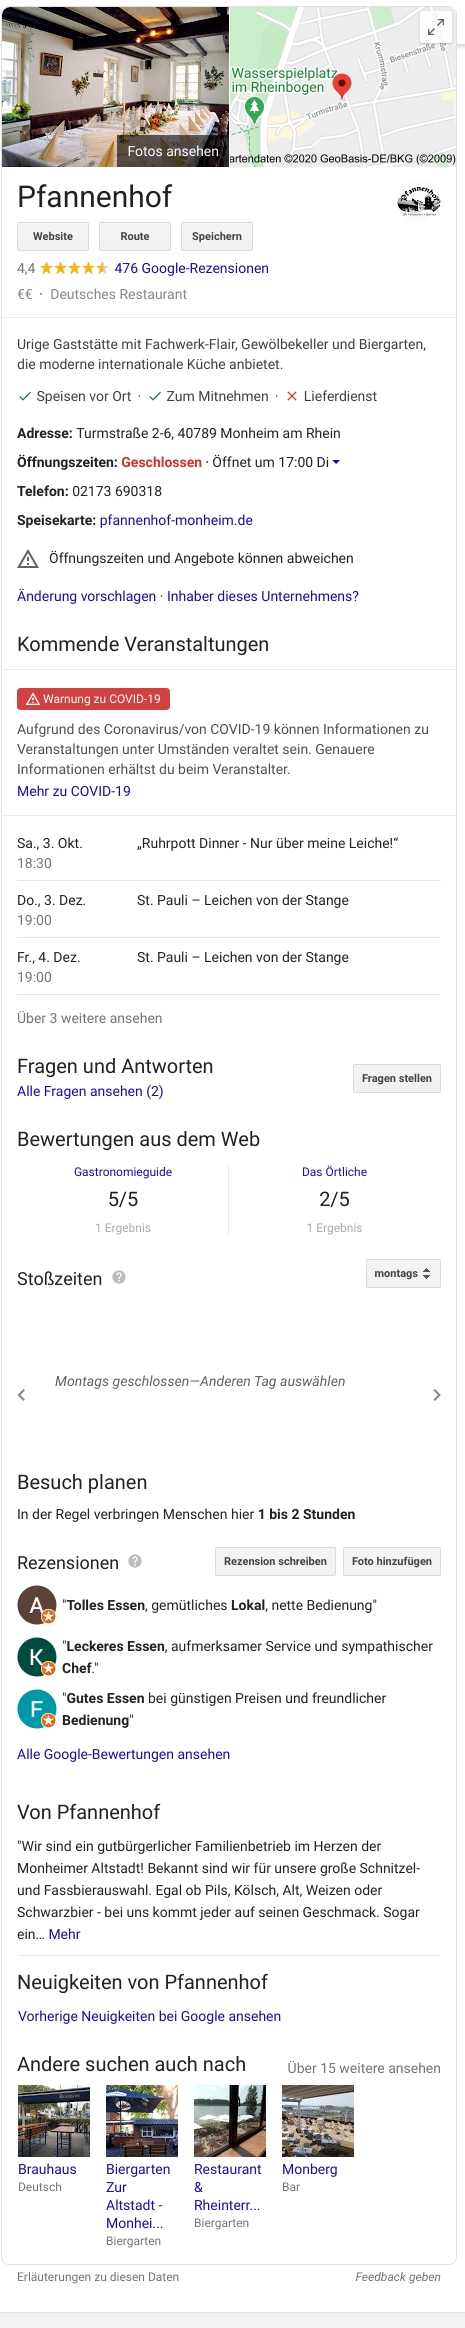 Wasserspielplatz
im Rheinbogen
Biesenstraße
Krummstraße
Turmstraße
Fotos ansehen
artendaten ©2020 GeoBasis-DE/BKG (©2009)
Pfannenhof
Pfannenhof
Website Route Speichern
4,4 476 Google-Rezensionen
€€ · Deutsches Restaurant
Urige Gaststätte mit Fachwerk-Flair, Gewölbekeller und Biergarten,
die moderne internationale Küche anbietet.
Speisen vor Ort · Zum Mitnehmen · Lieferdienst
Adresse: Turmstraße 2-6, 40789 Monheim am Rhein
Öffnungszeiten: Geschlossen · Öffnet um 17:00 Di
Telefon: 02173 690318
Speisekarte: pfannenhof-monheim.de
Öffnungszeiten und Angebote können abweichen
Änderung vorschlagen · Inhaber dieses Unternehmens?
Kommende Veranstaltungen
Warnung zu COVID-19
Aufgrund des Coronavirus/von COVID-19 können Informationen zu
Veranstaltungen unter Umständen veraltet sein. Genauere
Informationen erhältst du beim Veranstalter.
Mehr zu COVID-19
Sa., 3. Okt. „Ruhrpott Dinner - Nur über meine Leiche!“
18:30
Do., 3. Dez. St. Pauli – Leichen von der Stange
19:00
Fr., 4. Dez. St. Pauli – Leichen von der Stange
19:00
Über 3 weitere ansehen
Fragen und Antworten
Fragen stellen
Alle Fragen ansehen (2)
Bewertungen aus dem Web
Gastronomieguide Das Örtliche
5/5 2/5
1 Ergebnis 1 Ergebnis
Stoßzeiten ? montags
Montags geschlossen—Anderen Tag auswählen
Besuch planen
In der Regel verbringen Menschen hier 1 bis 2 Stunden
Rezensionen ? Rezension schreiben Foto hinzufügen
A "Tolles Essen, gemütliches Lokal, nette Bedienung"
K "Leckeres Essen, aufmerksamer Service und sympathischer
Chef."
F "Gutes Essen bei günstigen Preisen und freundlicher
Bedienung"
Alle Google-Bewertungen ansehen
Von Pfannenhof
"Wir sind ein gutbürgerlicher Familienbetrieb im Herzen der
Monheimer Altstadt! Bekannt sind wir für unsere große Schnitzel-
und Fassbierauswahl. Egal ob Pils, Kölsch, Alt, Weizen oder
Schwarzbier - bei uns kommt jeder auf seinen Geschmack. Sogar
ein… Mehr
Neuigkeiten von Pfannenhof
Vorherige Neuigkeiten bei Google ansehen
Andere suchen auch nach Über 15 weitere ansehen
Brauhaus
Deutsch
Biergarten
Zur
Altstadt -
Monhei...
Biergarten
Restaurant
&
Rheinterr...
Biergarten
Monberg
Bar
Erläuterungen zu diesen Daten Feedback geben